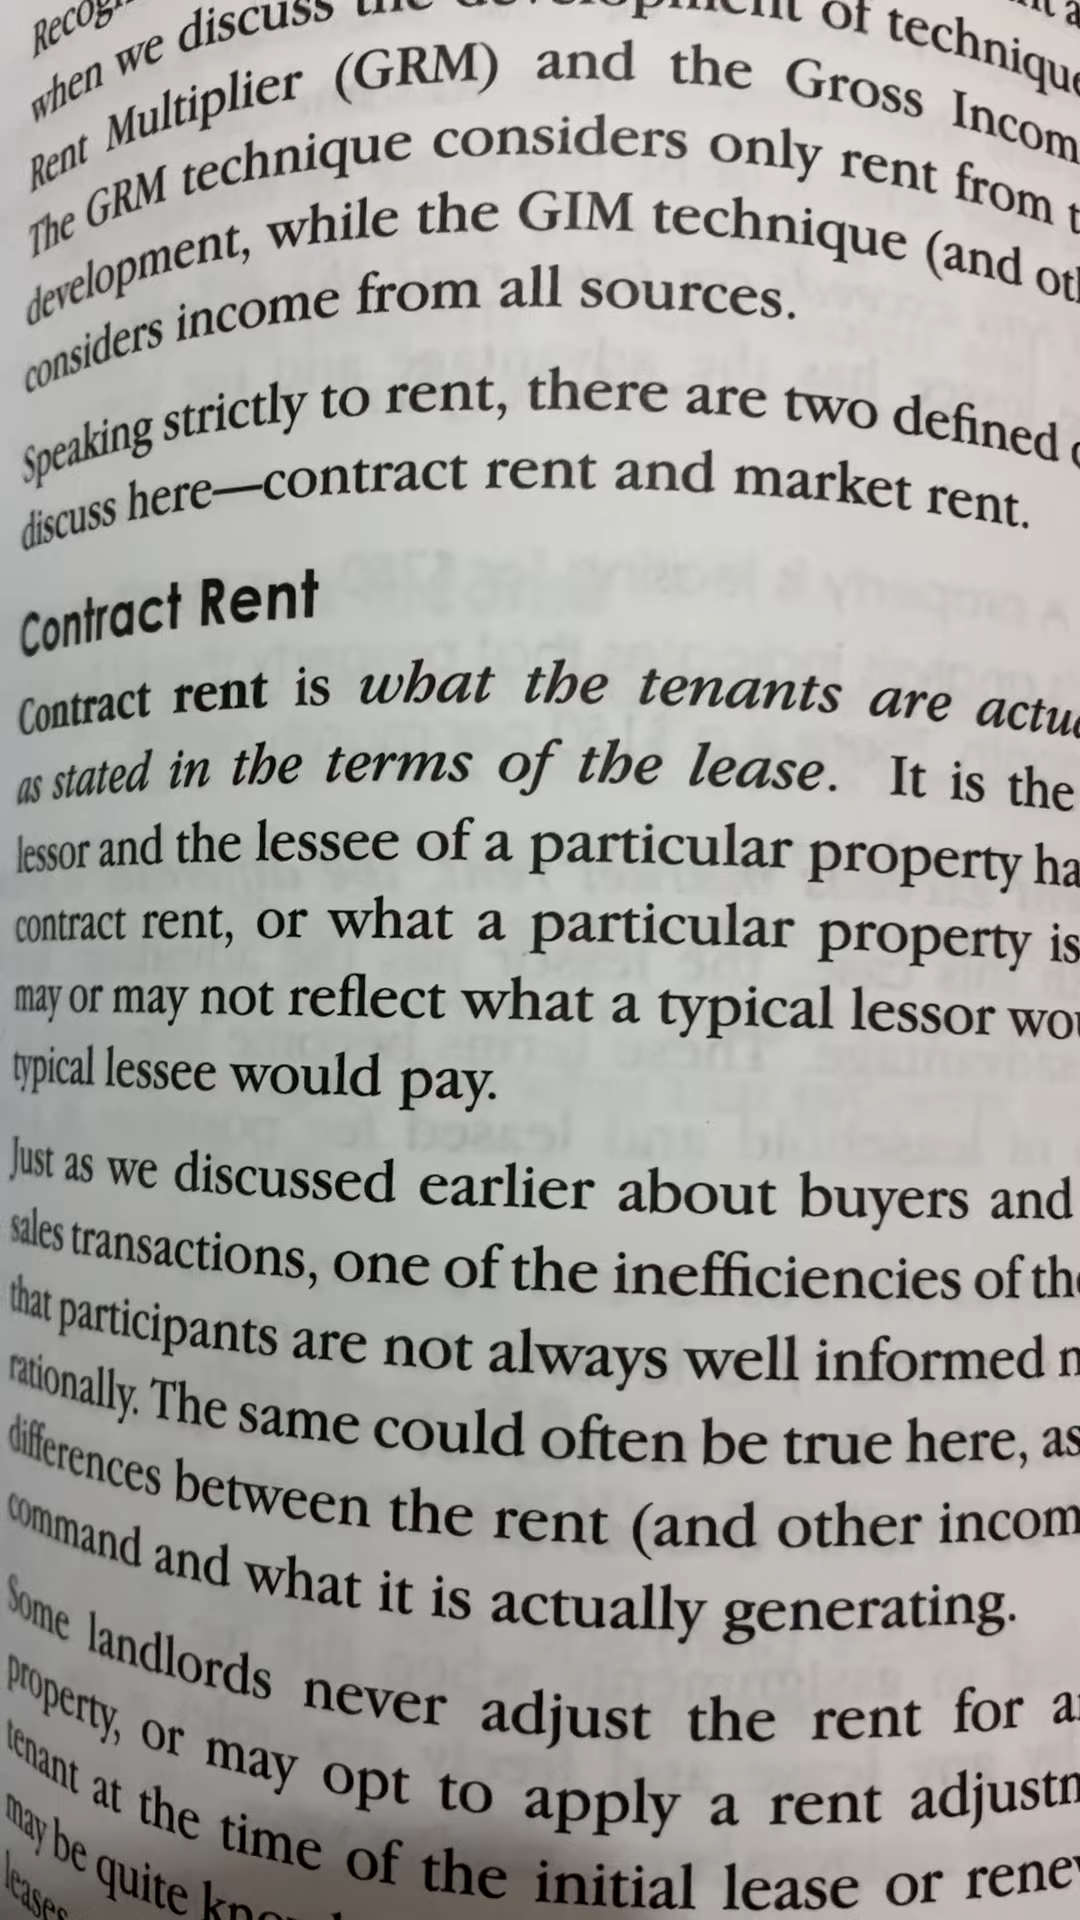 when we discuss the development of technique
Rent Multiplier (GRM) and the Gross Incom
The GRM technique considers only rent from t
development, while the GIM technique (and oth
considers income from all sources.
Speaking strictly to rent, there are two defined
discuss here—contract rent and market rent.
Contract Rent
Contract rent is what the tenants are actua
as stated in the terms of the lease. It is the
lessor and the lessee of a particular property ha
contract rent, or what a particular property is
may or may not reflect what a typical lessor wou
typical lessee would pay.
Just as we discussed earlier about buyers and
sales transactions, one of the inefficiencies of the
that participants are not always well informed n
rationally. The same could often be true here, as
differences between the rent (and other incom
command and what it is actually generating.
Some landlords never adjust the rent for a
property, or may opt to apply a rent adjustm
tenant at the time of the initial lease or renew
may be quite
leases